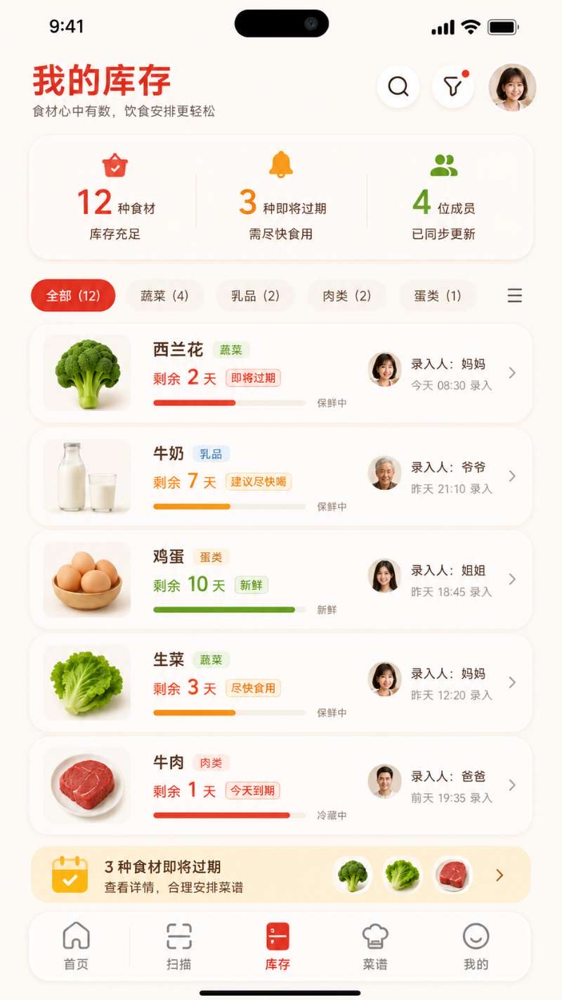 9:41
我的库存
食材心中有数，饮食安排更轻松
12 种食材
库存充足
3 种即将过期
需尽快食用
4 位成员
已同步更新
全部（12）
蔬菜（4）
乳品（2）
肉类（2）
蛋类（1）
西兰花 蔬菜
剩余 2 天 即将过期
保鲜中
录入人：妈妈
今天 08:30 录入
牛奶 乳品
剩余 7 天 建议尽快喝
保鲜中
录入人：爷爷
昨天 21:10 录入
鸡蛋 蛋类
剩余 10 天 新鲜
新鲜
录入人：姐姐
昨天 18:45 录入
生菜 蔬菜
剩余 3 天 尽快食用
保鲜中
录入人：妈妈
昨天 12:20 录入
牛肉 肉类
剩余 1 天 今天到期
冷藏中
录入人：爸爸
前天 19:35 录入
3 种食材即将过期
查看详情，合理安排菜谱
首页
扫描
库存
菜谱
我的